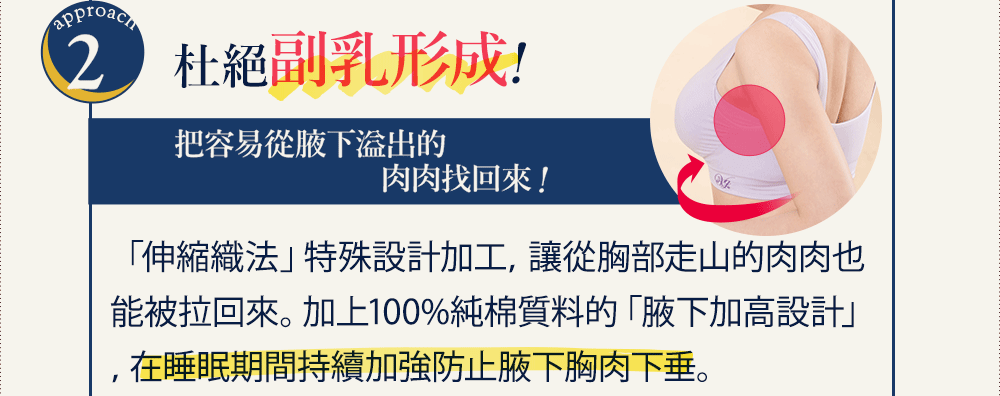 approach
2
杜絕副乳形成!
把容易從腋下溢出的
肉肉找回來!
「伸縮織法」特殊設計加工, 讓從胸部走山的肉肉也
能被拉回來。加上100%純棉質料的「腋下加高設計」
, 在睡眠期間持續加強防止腋下胸肉下垂。